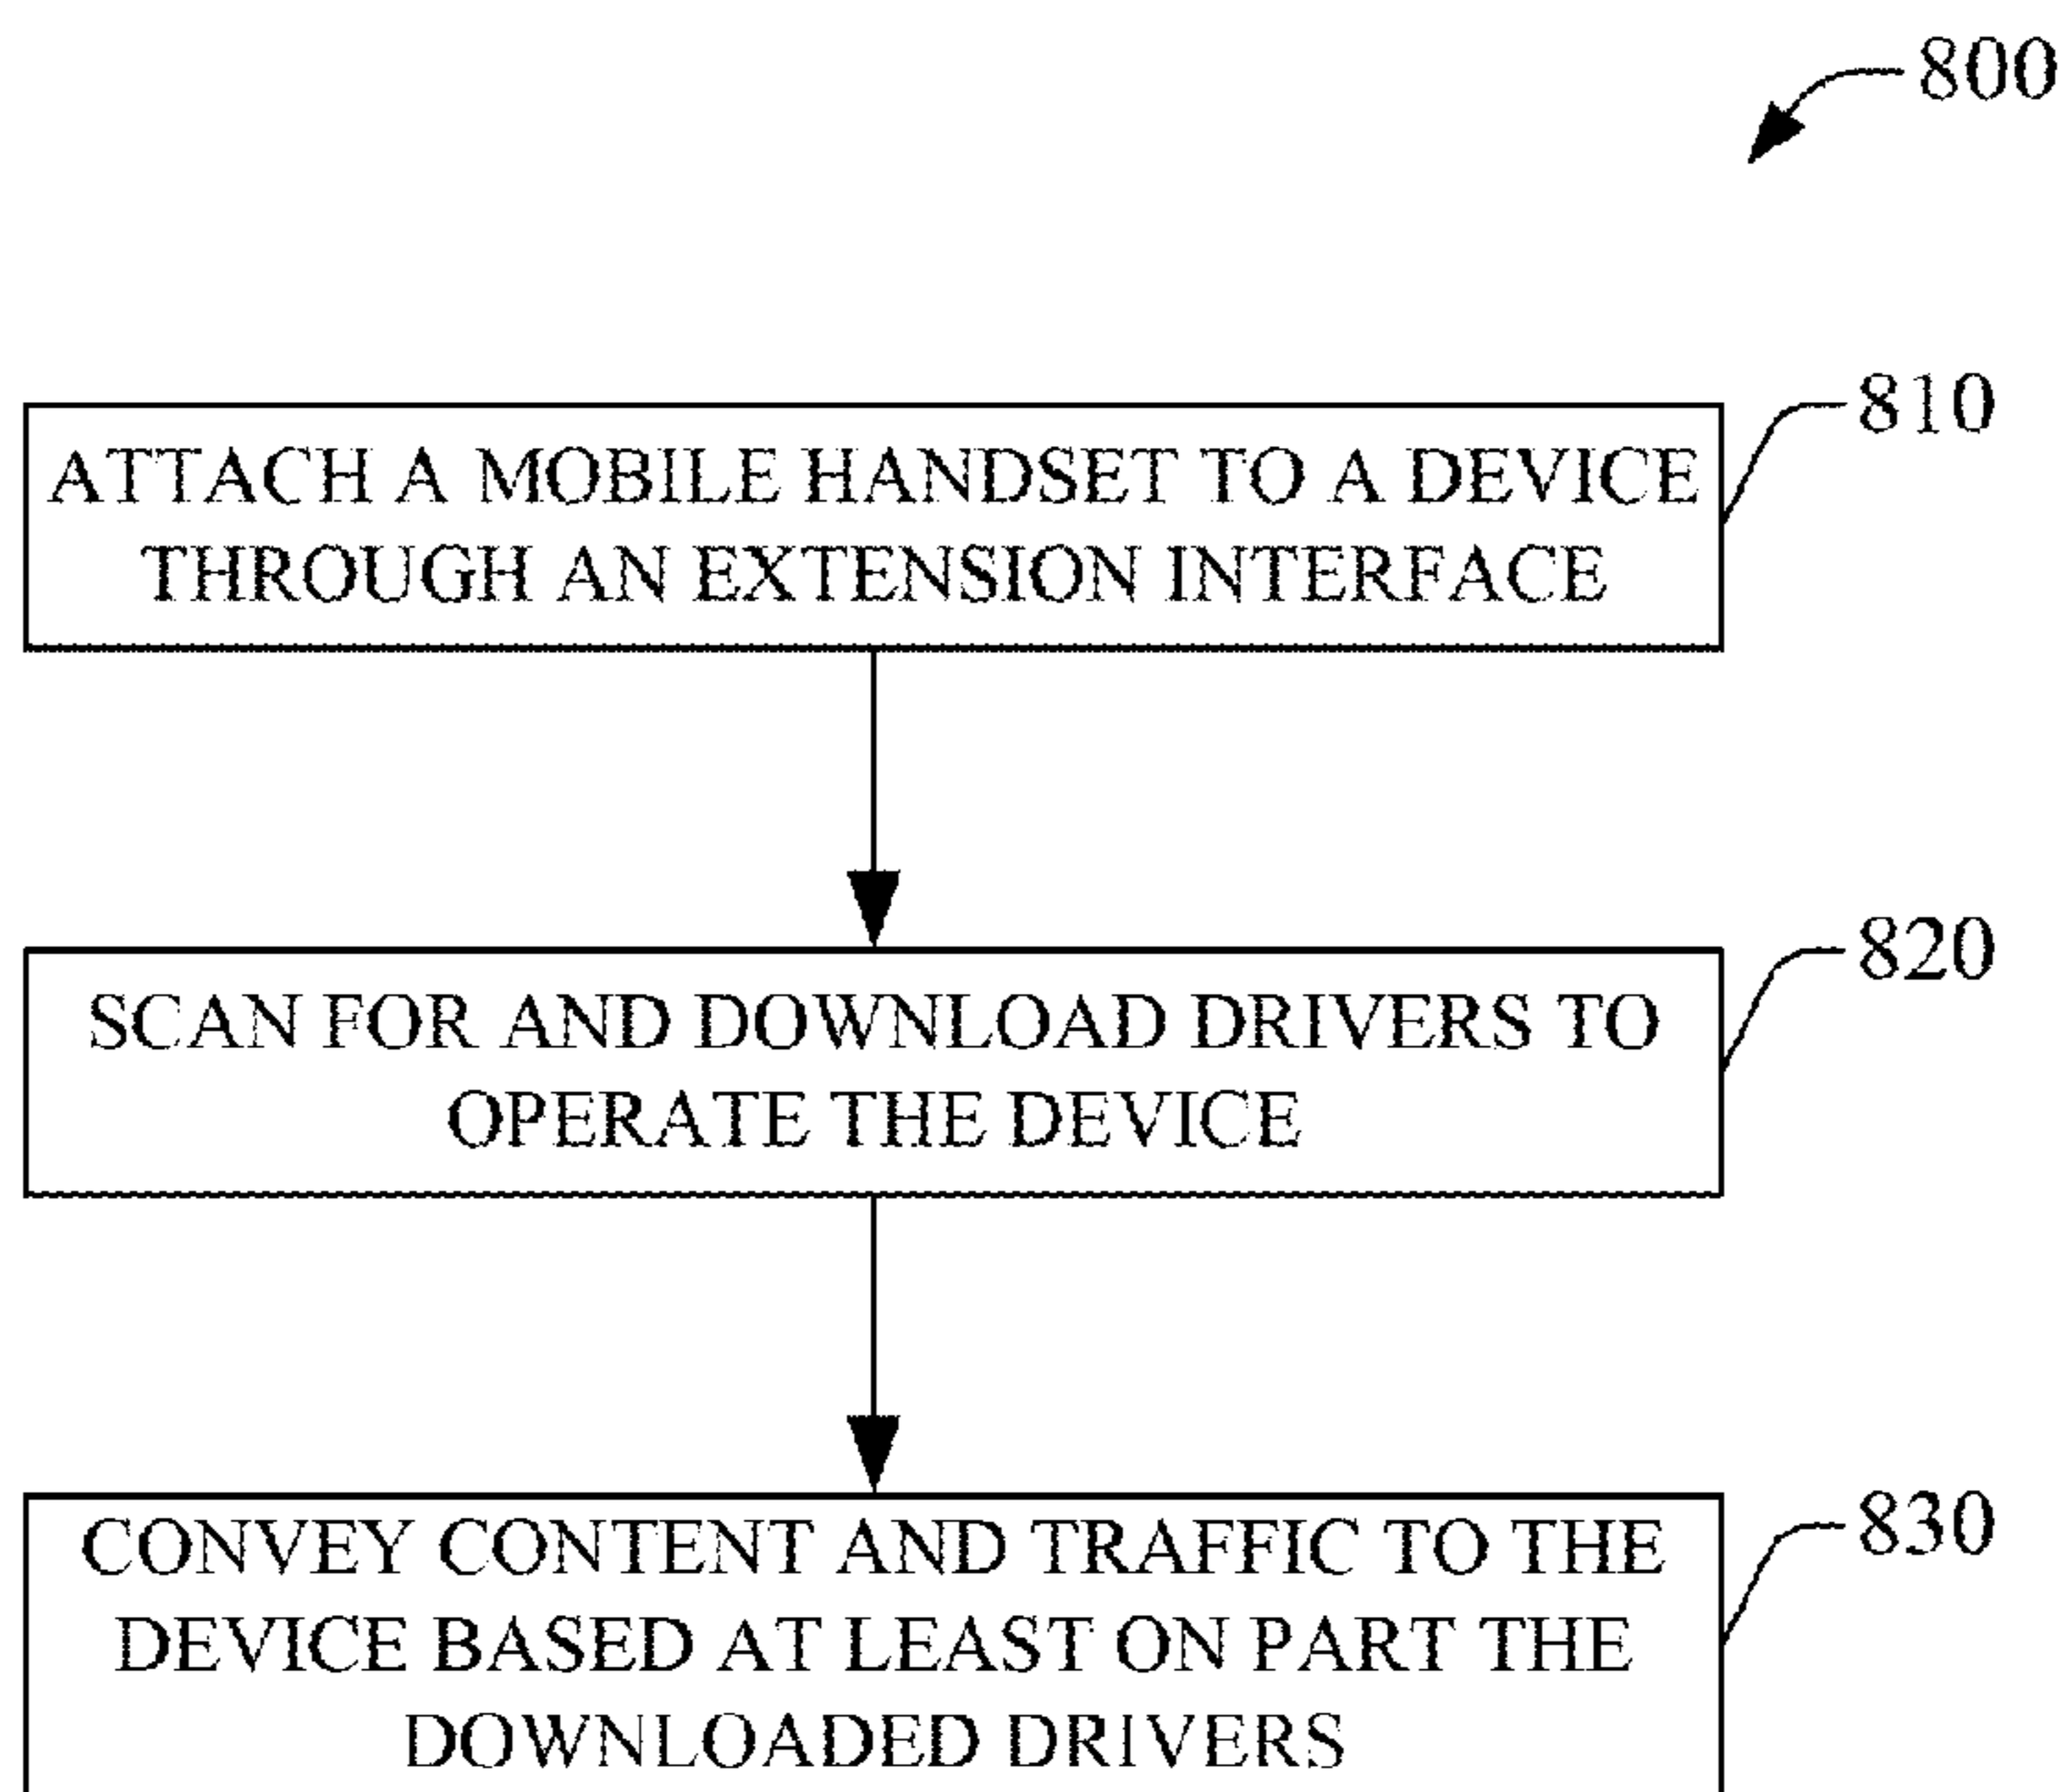 800
810
ATTACH A MOBILE HANDSET TO A DEVICE
THROUGH AN EXTENSION INTERFACE
820
SCAN FOR AND DOWNLOAD DRIVERS TO
OPERATE THE DEVICE
830
CONVEY CONTENT AND TRAFFIC TO THE
DEVICE BASED AT LEAST ON PART THE
DOWNLOADED DRIVERS